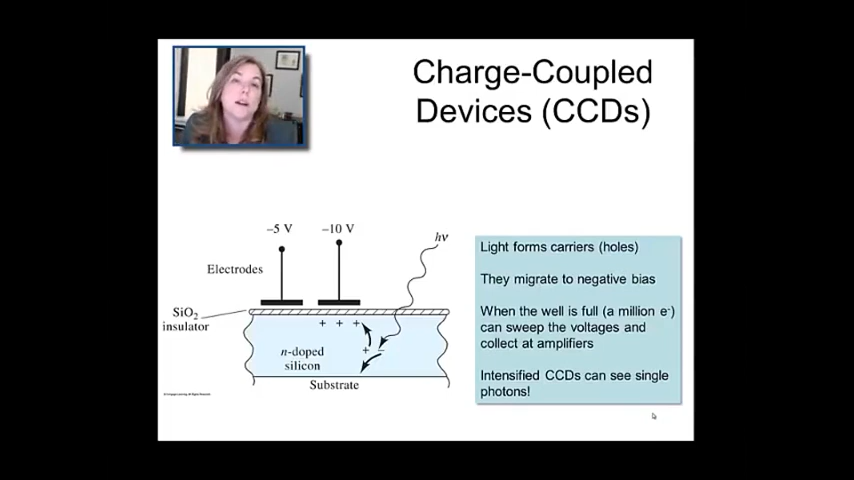 Charge-Coupled
Devices (CCDs)
–5 V
–10 V
hν
Electrodes
SiO2
insulator
+ + +
+ –
n-doped
silicon
Substrate
Light forms carriers (holes)
They migrate to negative bias
When the well is full (a million e-)
can sweep the voltages and
collect at amplifiers
Intensified CCDs can see single
photons!